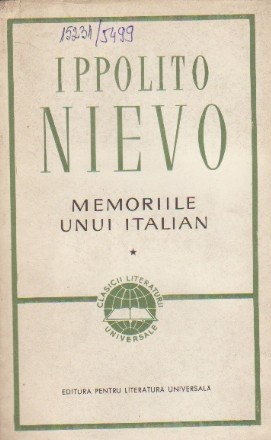 15231/5499
IPPOLITO
NIEVO
MEMORIILE
UNUI ITALIAN
★
CLASICII LITERATURII
UNIVERSALE
EDITURA PENTRU LITERATURA UNIVERSALA